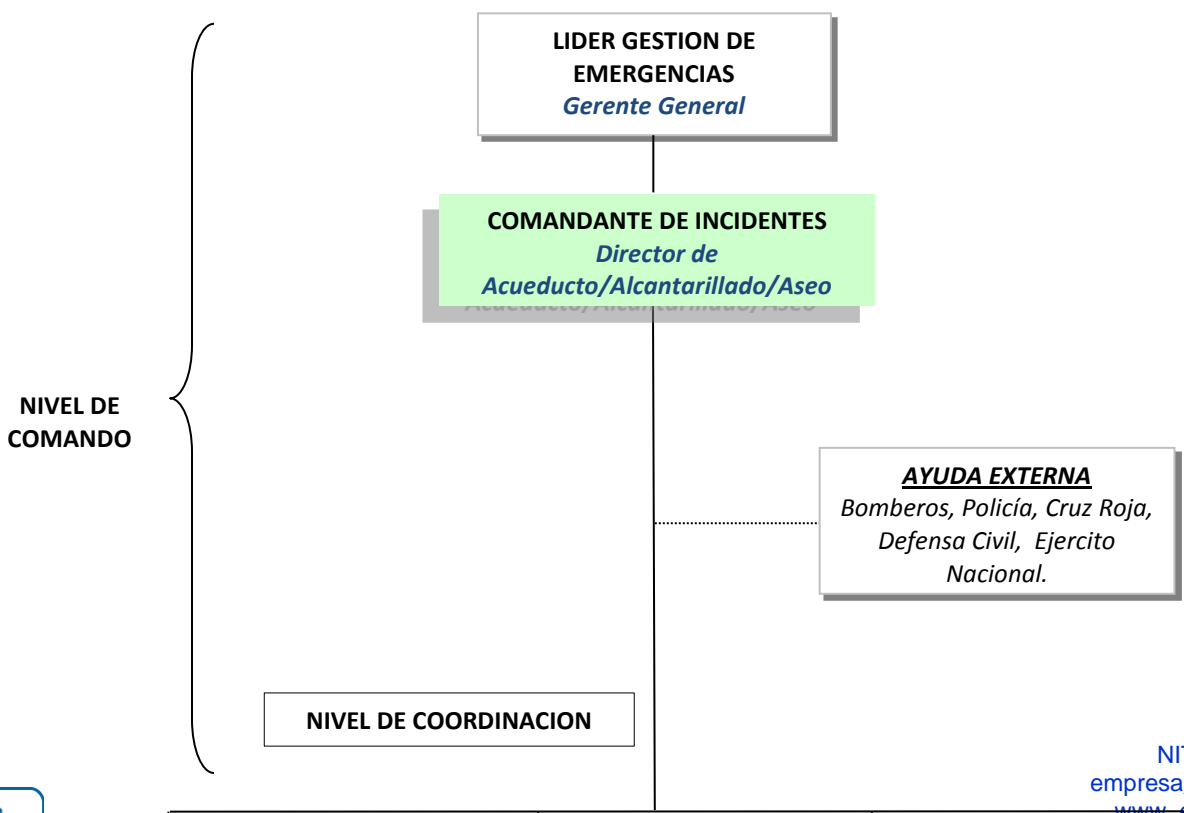 LIDER GESTION DE
EMERGENCIAS
Gerente General
COMANDANTE DE INCIDENTES
Director de
Acueducto/Alcantarillado/Aseo
NIVEL DE
COMANDO
AYUDA EXTERNA
Bomberos, Policía, Cruz Roja,
Defensa Civil, Ejercito
Nacional.
NIVEL DE COORDINACION
empresa
www.